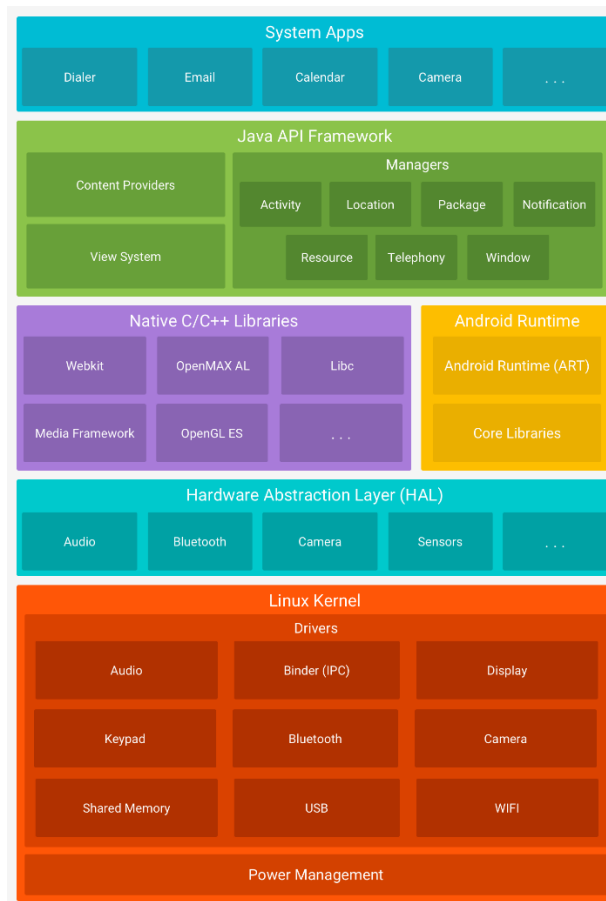 System Apps
Dialer
Email
Calendar
Camera
. . .
Java API Framework
Content Providers
View System
Managers
Activity
Location
Package
Notification
Resource
Telephony
Window
Native C/C++ Libraries
Webkit
OpenMAX AL
Libc
Media Framework
OpenGL ES
. . .
Android Runtime
Android Runtime (ART)
Core Libraries
Hardware Abstraction Layer (HAL)
Audio
Bluetooth
Camera
Sensors
. . .
Linux Kernel
Drivers
Audio
Binder (IPC)
Display
Keypad
Bluetooth
Camera
Shared Memory
USB
WIFI
Power Management